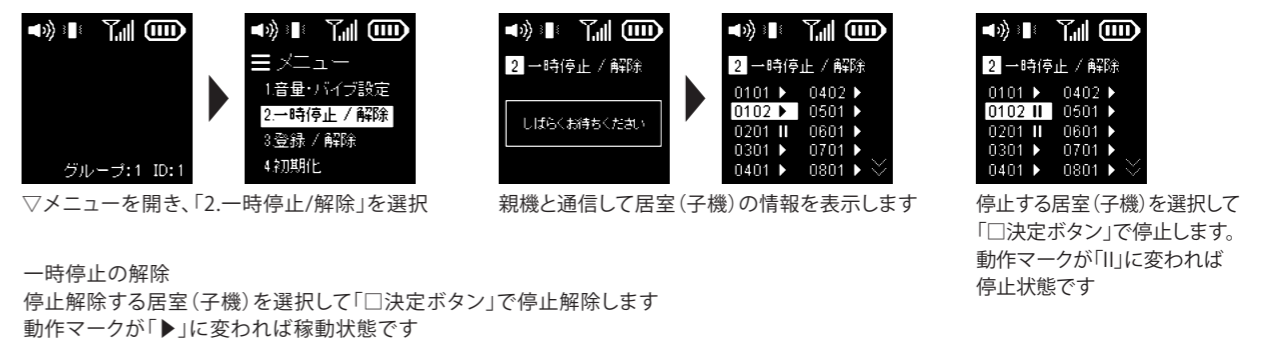 グループ:1 ID:1
メニュー
1.音量・バイブ設定
2.一時停止 / 解除
3.登録 / 解除
4.初期化
▽メニューを開き、「2.一時停止/解除」を選択
2 一時停止 / 解除
しばらくお待ちください
2 一時停止 / 解除
0101 ▶ 0402 ▶
0102 ▶ 0501 ▶
0201 II 0601 ▶
0301 ▶ 0701 ▶
0401 ▶ 0801 ▶
親機と通信して居室(子機)の情報を表示します
2 一時停止 / 解除
0101 ▶ 0402 ▶
0102 II 0501 ▶
0201 II 0601 ▶
0301 ▶ 0701 ▶
0401 ▶ 0801 ▶
停止する居室(子機)を選択して
「□決定ボタン」で停止します。
動作マークが「II」に変われば
停止状態です
一時停止の解除
停止解除する居室(子機)を選択して「□決定ボタン」で停止解除します
動作マークが「▶」に変われば稼動状態です